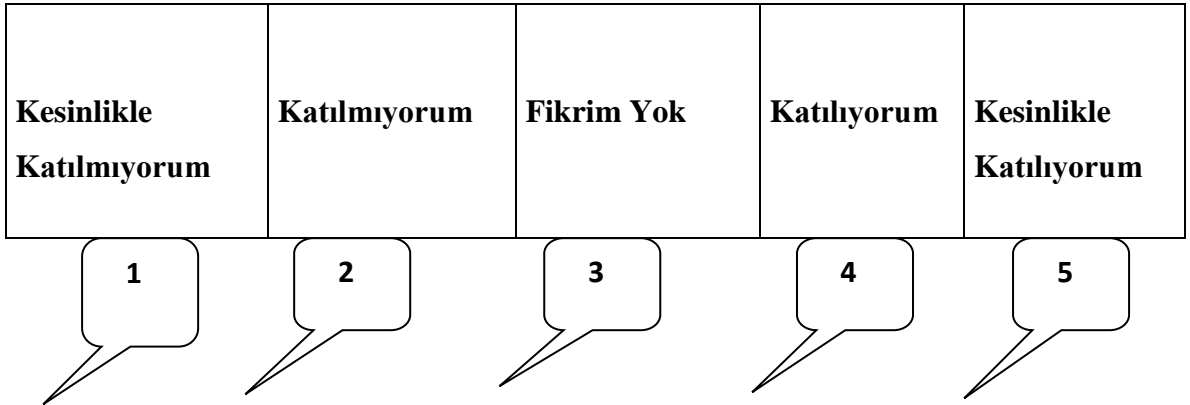 Kesinlikle Katılmıyorum
Katılmıyorum
Fikrim Yok
Katılıyorum
Kesinlikle Katılıyorum
1
2
3
4
5